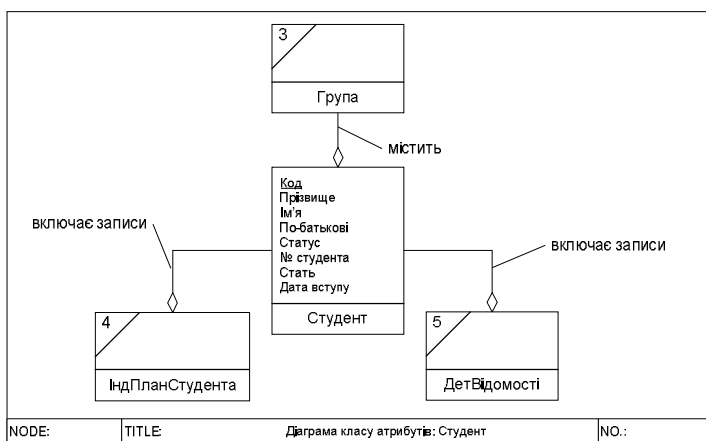 3
Група
містить
Код
Прізвище
Ім'я
По-батькові
Статус
№ студента
Стать
Дата вступу
Студент
включає записи
включає записи
4
ІндПланСтудента
5
ДетВідомості
NODE:
TITLE:
Діаграма класу атрибутів: Студент
NO.: